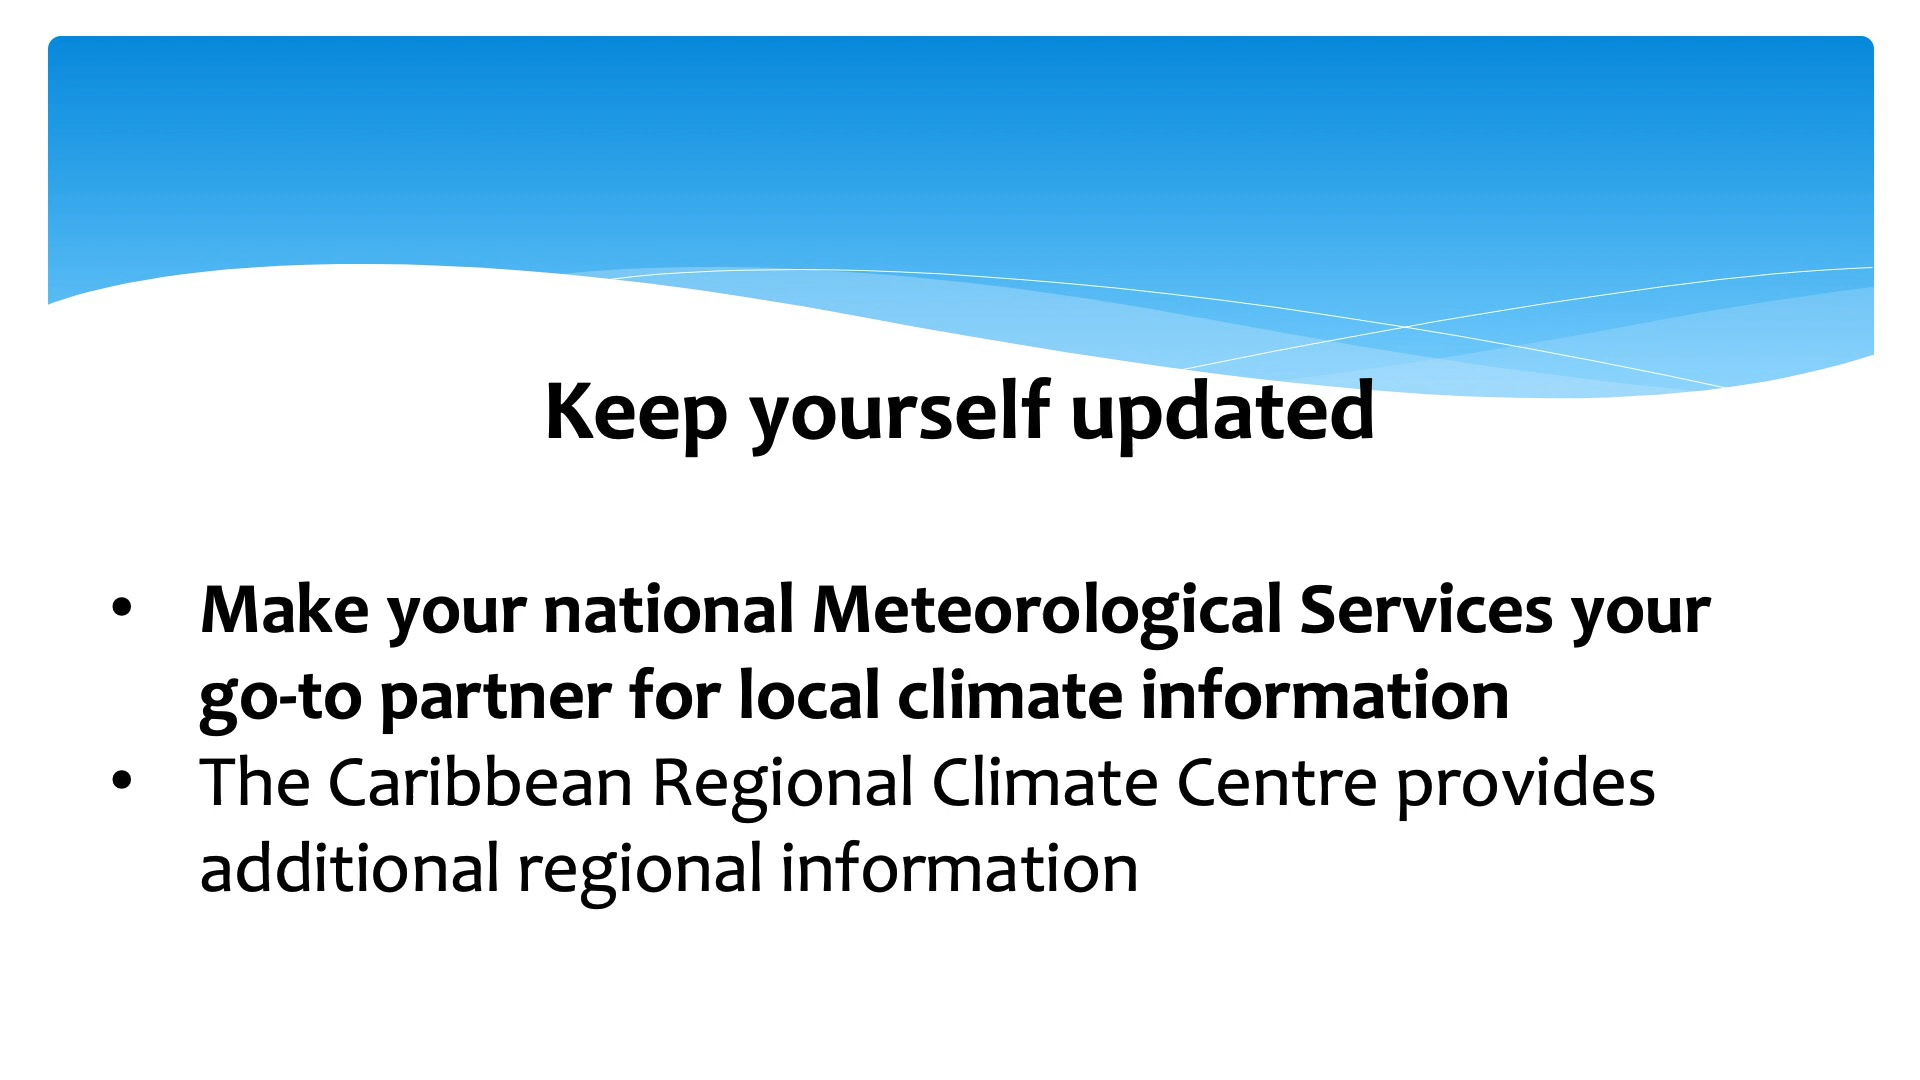 Keep yourself updated
• Make your national Meteorological Services your
go-to partner for local climate information
• The Caribbean Regional Climate Centre provides
additional regional information